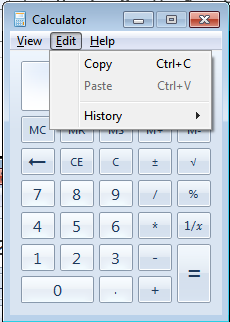 Calculator
View Edit Help
Copy Ctrl+C
Paste Ctrl+V
History
MC MR MS M+ M-
← CE C ± √
7 8 9 / %
4 5 6 * 1/x
1 2 3 - =
0 . +